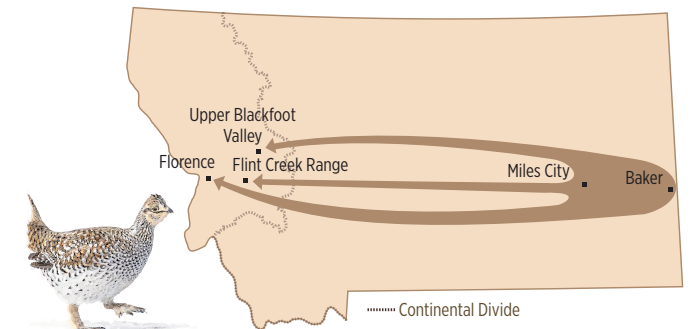 Upper Blackfoot
Valley
Florence
Flint Creek Range
Miles City
Baker
Continental Divide